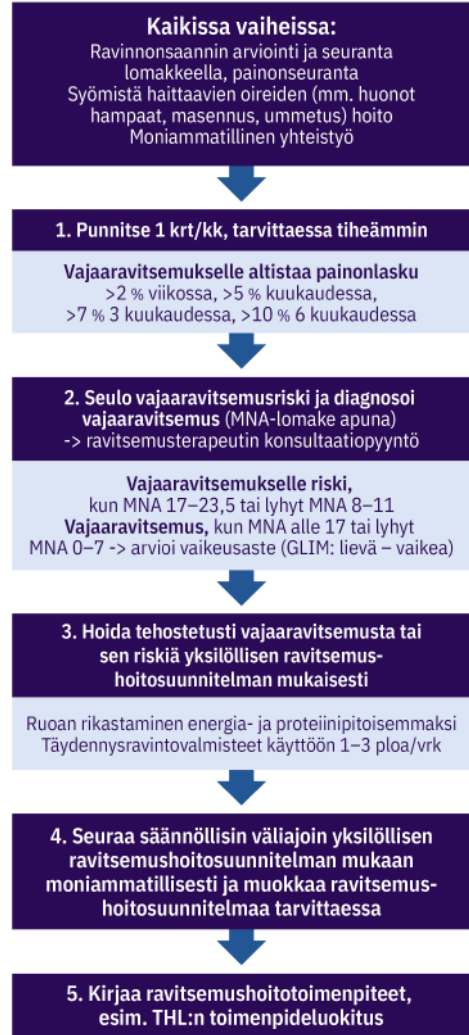 Kaikissa vaiheissa:
Ravinnonsaannin arviointi ja seuranta
lomakkeella, painonseuranta
Syömistä haittaavien oireiden (mm. huonot
hampaat, masennus, ummetus) hoito
Moniammatillinen yhteistyö
1. Punnitse 1 krt/kk, tarvittaessa tiheämmin
Vajaaravitsemukselle altistaa painonlasku
>2 % viikossa, >5 % kuukaudessa,
>7 % 3 kuukaudessa, >10 % 6 kuukaudessa
2. Seulo vajaaravitsemusriski ja diagnosoi
vajaaravitsemus (MNA-lomake apuna)
-> ravitsemusterapeutin konsultaatiopyyntö
Vajaaravitsemukselle riski,
kun MNA 17–23,5 tai lyhyt MNA 8–11
Vajaaravitsemus, kun MNA alle 17 tai lyhyt
MNA 0–7 -> arvioi vaikeusaste (GLIM: lievä – vaikea)
3. Hoida tehostetusti vajaaravitsemusta tai
sen riskiä yksilöllisen ravitsemus-
hoitosuunnitelman mukaisesti
Ruoan rikastaminen energia- ja proteiinipitoisemmaksi
Täydennysravintovalmisteet käyttöön 1–3 ploa/vrk
4. Seuraa säännöllisin väliajoin yksilöllisen
ravitsemushoitosuunnitelman mukaan
moniammatillisesti ja muokkaa ravitsemus-
hoitosuunnitelmaa tarvittaessa
5. Kirjaa ravitsemushoitotoimenpiteet,
esim. THL:n toimenpideluokitus